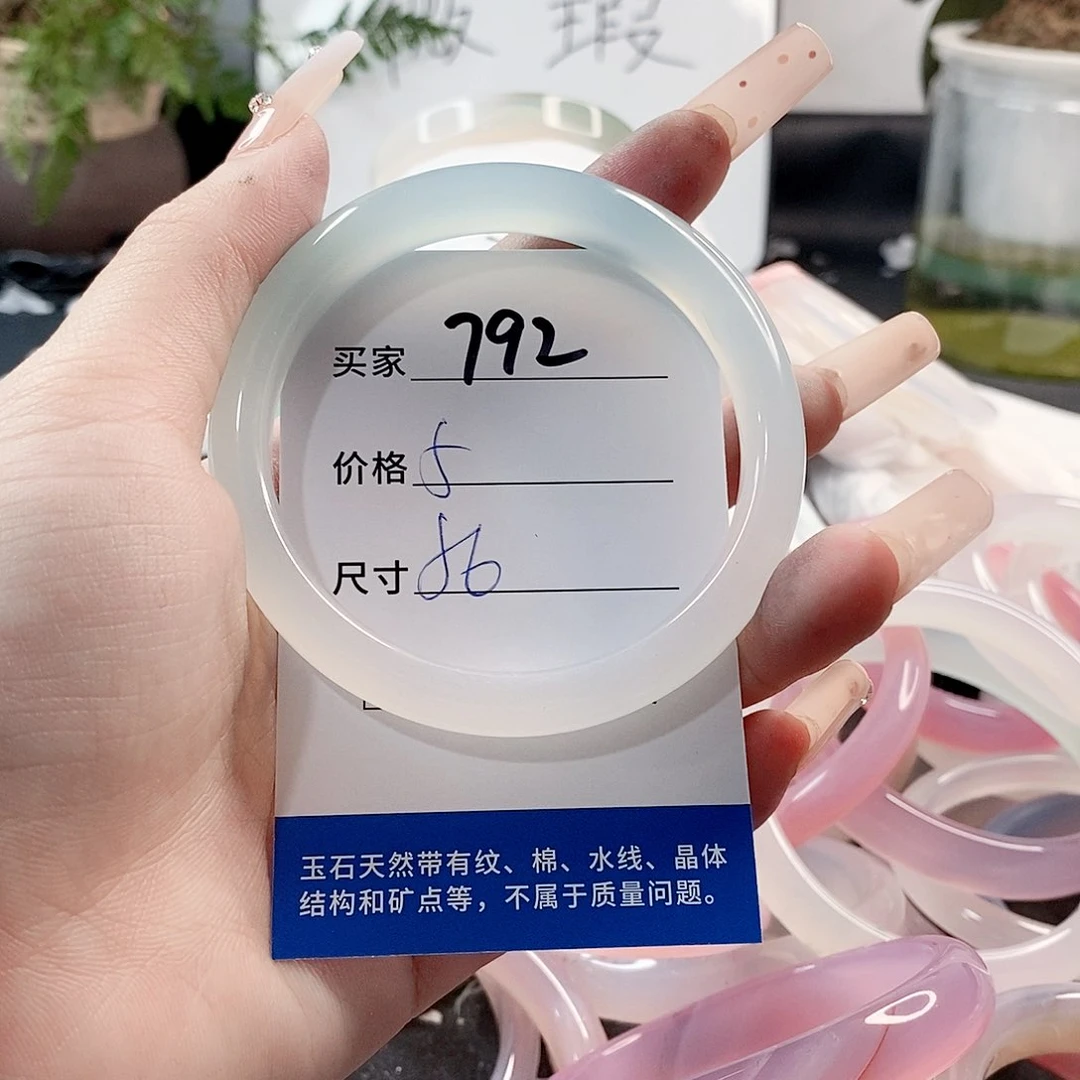 瑕
买家 792
价格 5
尺寸 56
玉石天然带有纹、棉、水线、晶体
结构和矿点等，不属于质量问题。